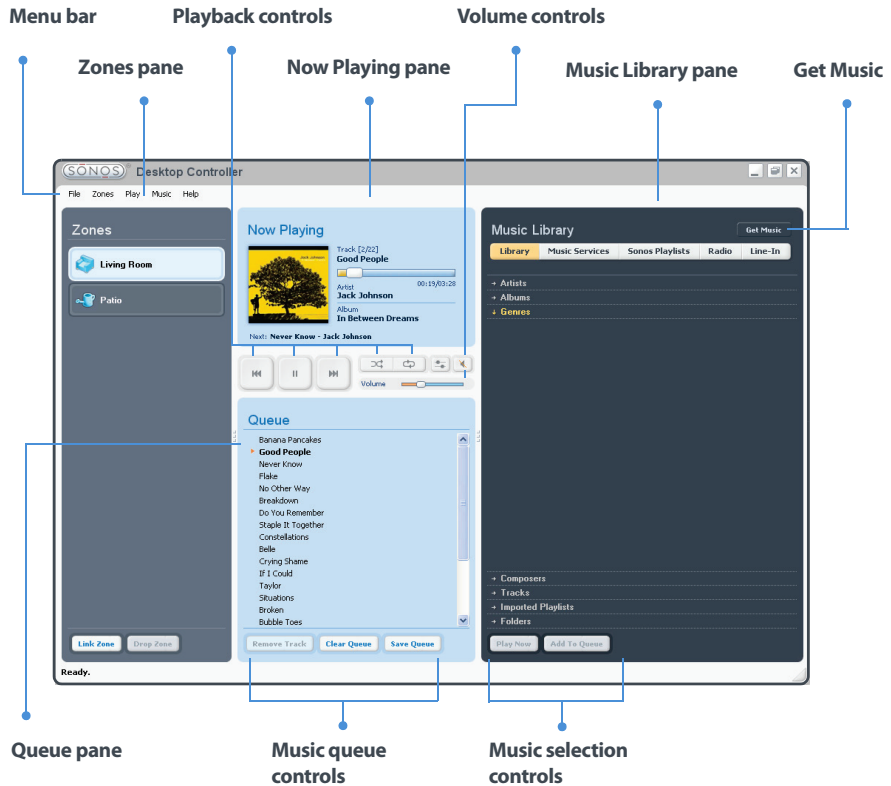 Menu bar
Playback controls
Volume controls
Zones pane
Now Playing pane
Music Library pane
Get Music
SONOS Desktop Controller
File Zones Play Music Help
Zones
Living Room
Patio
Link Zone Drop Zone
Now Playing
Track [2/22]
Good People
00:19/03:28
Artist
Jack Johnson
Album
In Between Dreams
Next: Never Know - Jack Johnson
Volume
Queue
Banana Pancakes
Good People
Never Know
Flake
No Other Way
Breakdown
Do You Remember
Staple It Together
Constellations
Belle
Crying Shame
If I Could
Taylor
Situations
Broken
Bubble Toes
Remove Track Clear Queue Save Queue
Music Library
Get Music
Library Music Services Sonos Playlists Radio Line-In
Artists
Albums
Genres
Composers
Tracks
Imported Playlists
Folders
Play Now Add To Queue
Ready.
Queue pane
Music queue
controls
Music selection
controls